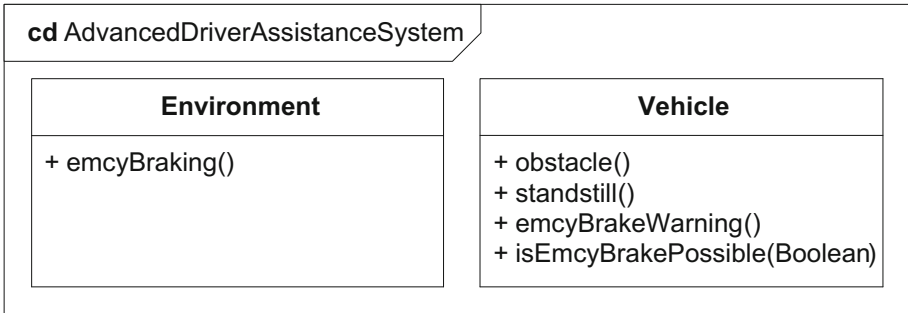 cd AdvancedDriverAssistanceSystem
Environment
+ emcyBraking()
Vehicle
+ obstacle()
+ standstill()
+ emcyBrakeWarning()
+ isEmcyBrakePossible(Boolean)